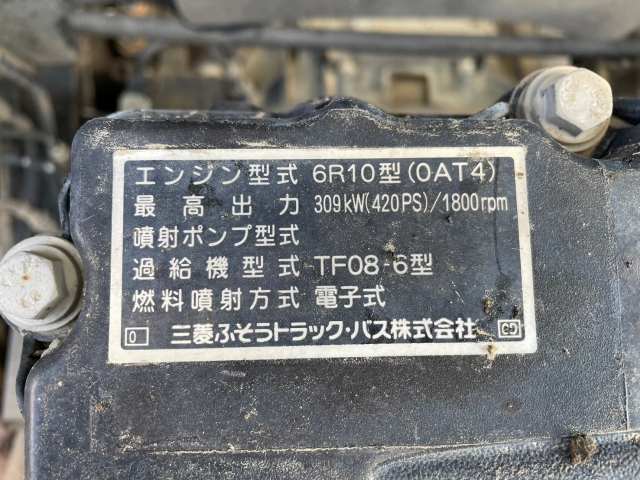 エンジン型式 6R10型(0AT4)
最高出力 309kW(420PS)/1800rpm
噴射ポンプ型式
過給機型式 TF08-6型
燃料噴射方式 電子式
0 三菱ふそうトラック・バス株式会社